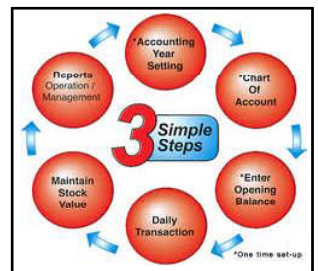 *Accounting
Year
Setting
*Chart
Of
Account
*Enter
Opening
Balance
Daily
Transaction
Maintain
Stock
Value
Reports
Operation /
Management
3 Simple
Steps
*One time set-up